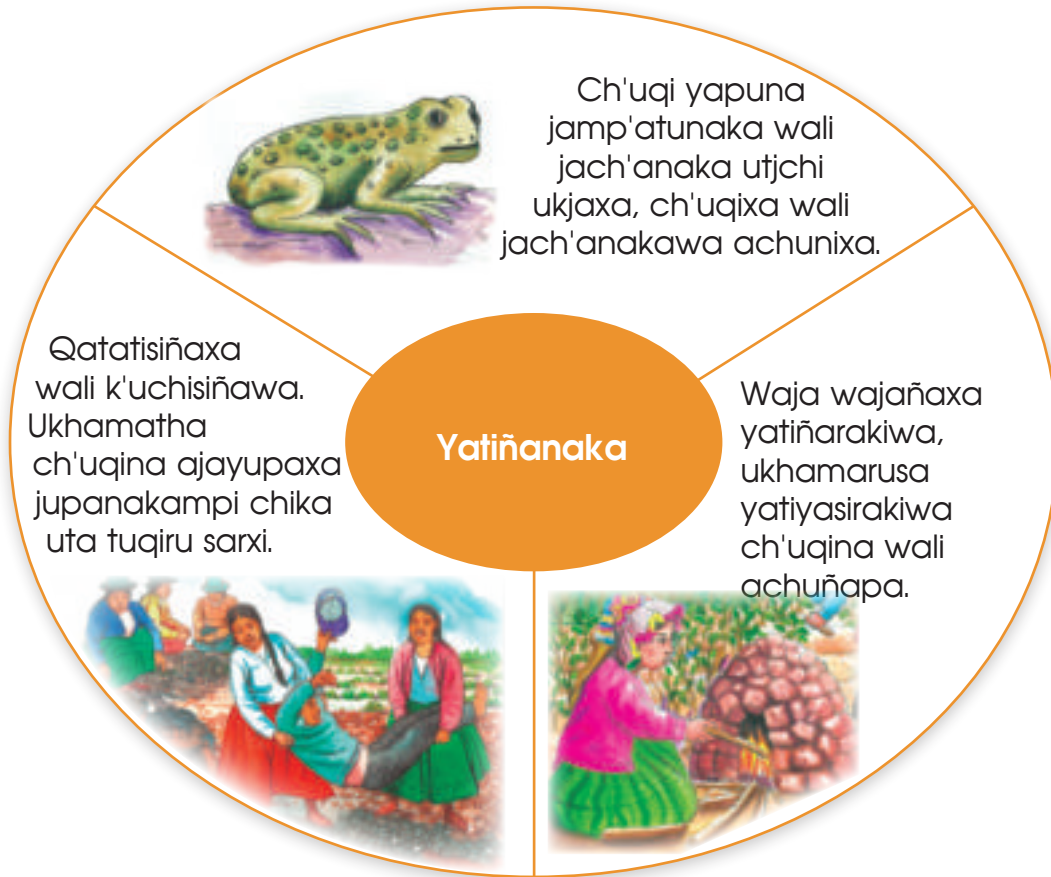 Ch'uqi yapuna
jamp'atunaka wali
jach'anaka utjchi
ukjaxa, ch'uqixa wali
jach'anakawa achunixa.
Qatatisiñaxa
wali k'uchisiñawa.
Ukhamatha
ch'uqina ajayupaxa
jupanakampi chika
uta tuqiru sarxi.
Yatiñanaka
Waja wajañaxa
yatiñarakiwa,
ukhamarusa
yatiyasirakiwa
ch'uqina wali
achuñapa.